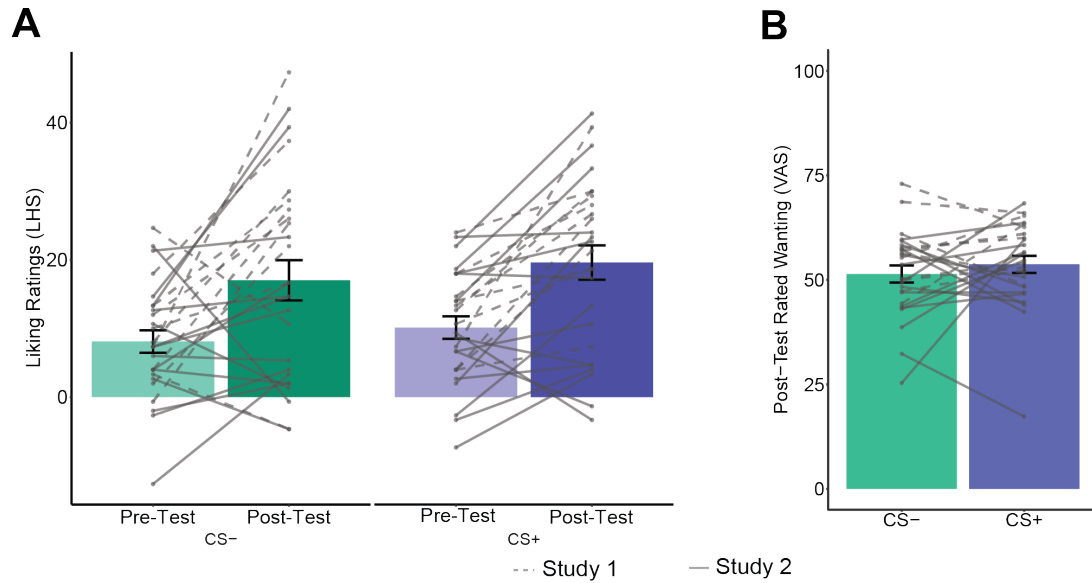 A
B
Liking Ratings (LHS)
40
20
0
Pre-Test
Post-Test
Pre-Test
Post-Test
CS−
CS+
Post−Test Rated Wanting (VAS)
100
75
50
25
0
CS−
CS+
Study 1
Study 2